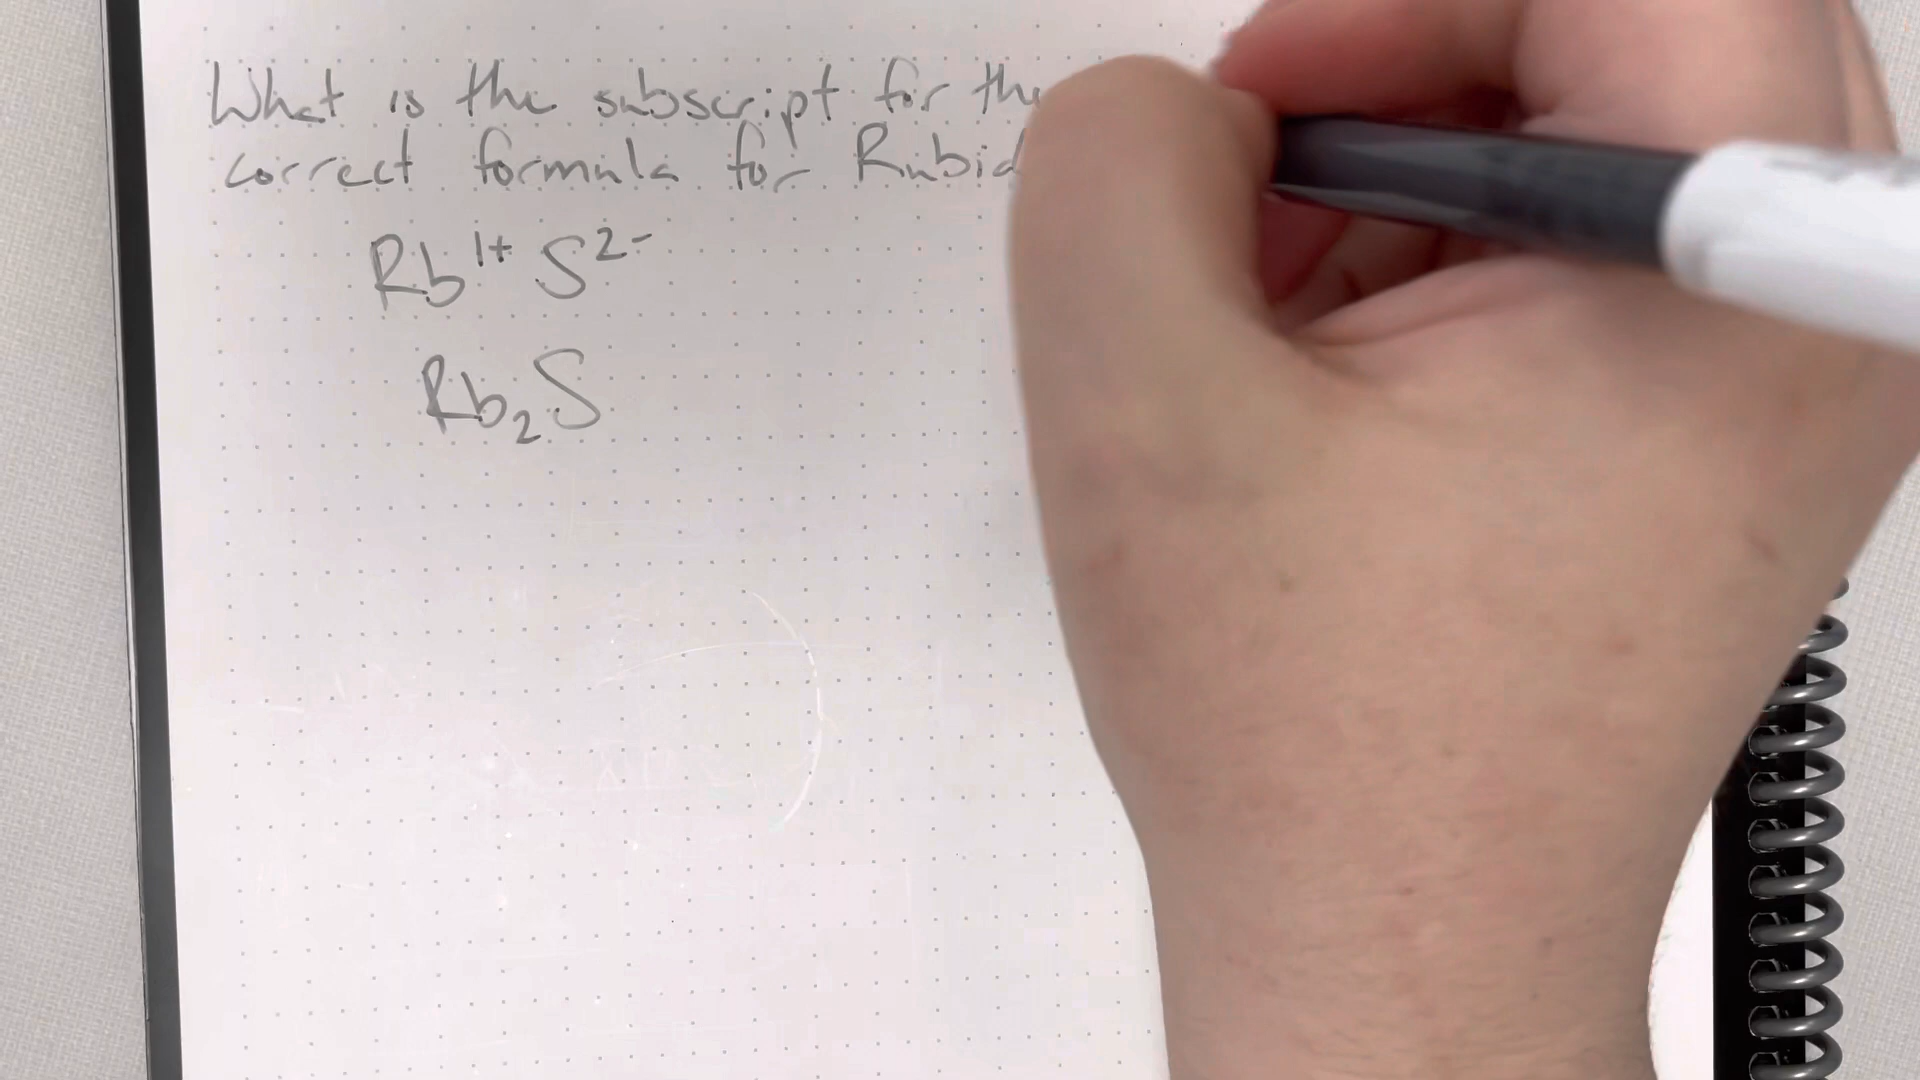 What is the subscript for the
correct formula for Rubid
Rb¹⁺ S²⁻
Rb₂S